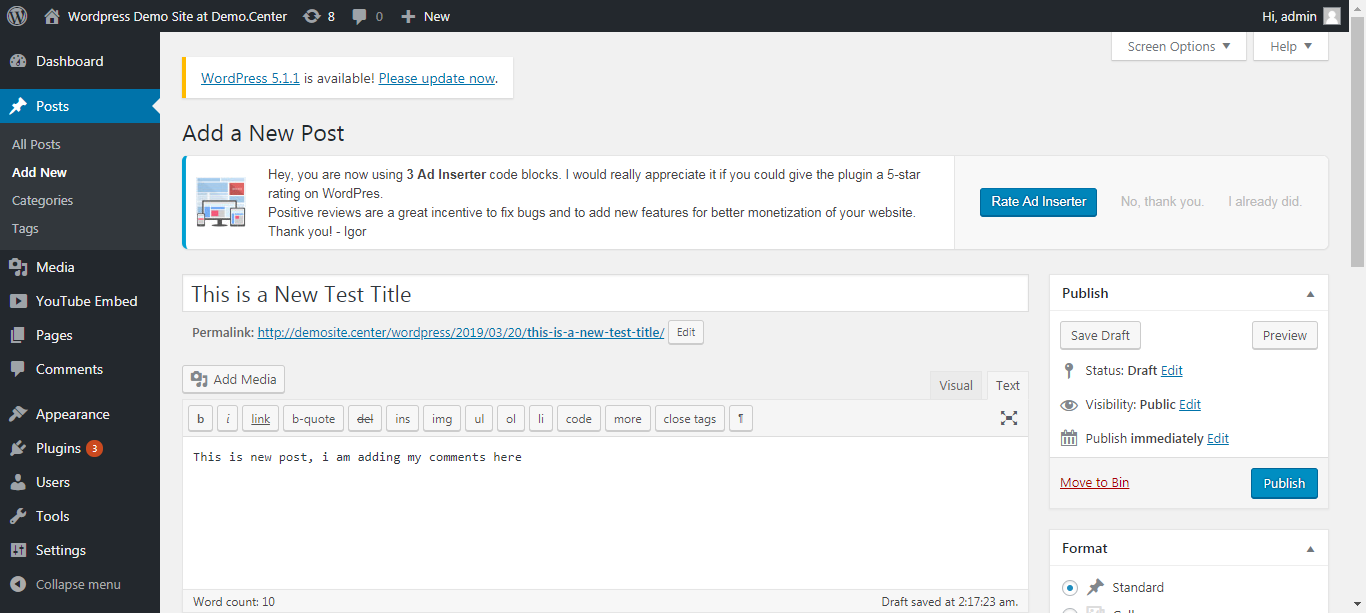 Wordpress Demo Site at Demo.Center 8 0 New Hi, admin
Screen Options Help
Dashboard
Posts
All Posts
Add New
Categories
Tags
Media
YouTube Embed
Pages
Comments
Appearance
Plugins 3
Users
Tools
Settings
Collapse menu
WordPress 5.1.1 is available! Please update now.
Add a New Post
Hey, you are now using 3 Ad Inserter code blocks. I would really appreciate it if you could give the plugin a 5-star
rating on WordPres.
Positive reviews are a great incentive to fix bugs and to add new features for better monetization of your website.
Thank you! - Igor
Rate Ad Inserter No, thank you. I already did.
This is a New Test Title
Permalink: http://demosite.center/wordpress/2019/03/20/this-is-a-new-test-title/ Edit
Add Media
Visual Text
b i link b-quote del ins img ul ol li code more close tags ¶
This is new post, i am adding my comments here
Word count: 10 Draft saved at 2:17:23 am.
Publish
Save Draft Preview
Status: Draft Edit
Visibility: Public Edit
Publish immediately Edit
Move to Bin Publish
Format
Standard